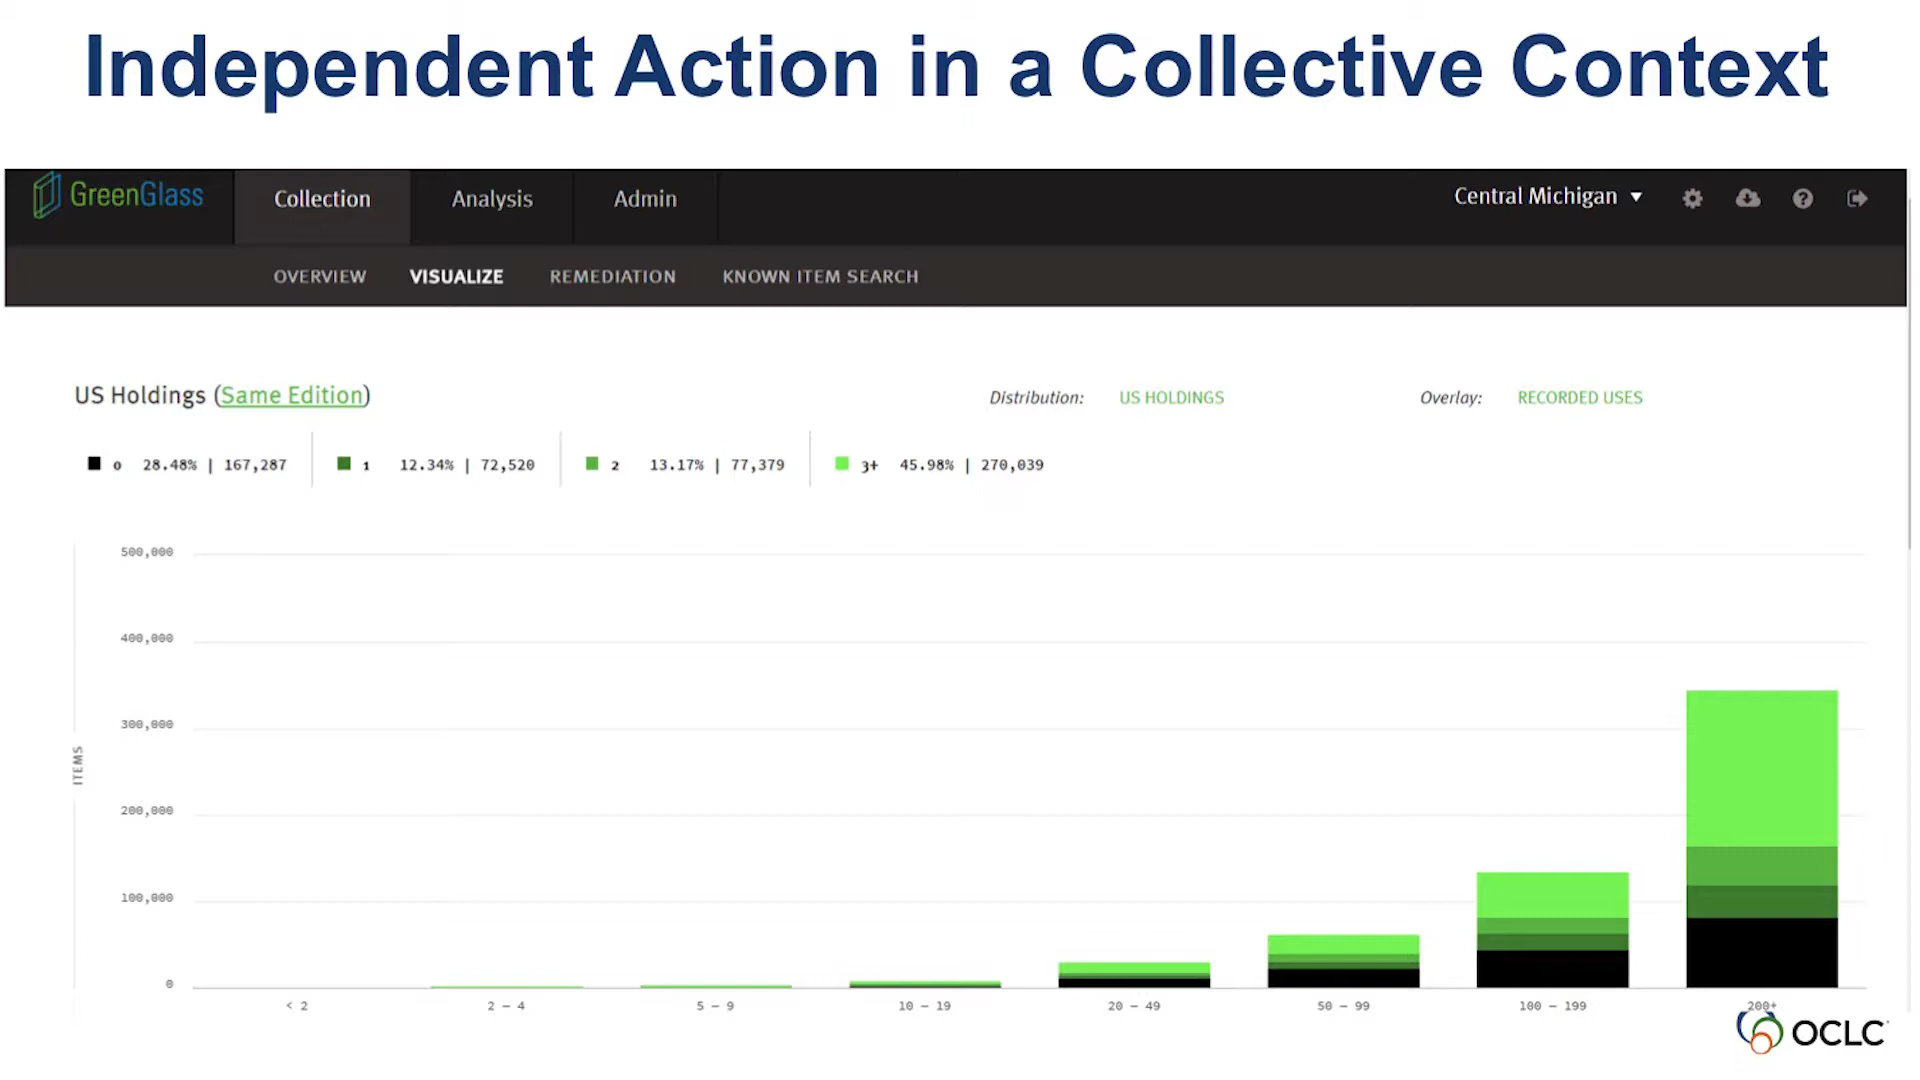 Independent Action in a Collective Context
GreenGlass
Collection
Analysis
Admin
Central Michigan
OVERVIEW
VISUALIZE
REMEDIATION
KNOWN ITEM SEARCH
US Holdings (Same Edition)
Distribution: US HOLDINGS
Overlay: RECORDED USES
0 28.48% | 167,287
1 12.34% | 72,520
2 13.17% | 77,379
3+ 45.98% | 270,039
500,000
400,000
300,000
200,000
100,000
0
ITEMS
< 2
2 – 4
5 – 9
10 – 19
20 – 49
50 – 99
100 – 199
200+
OCLC